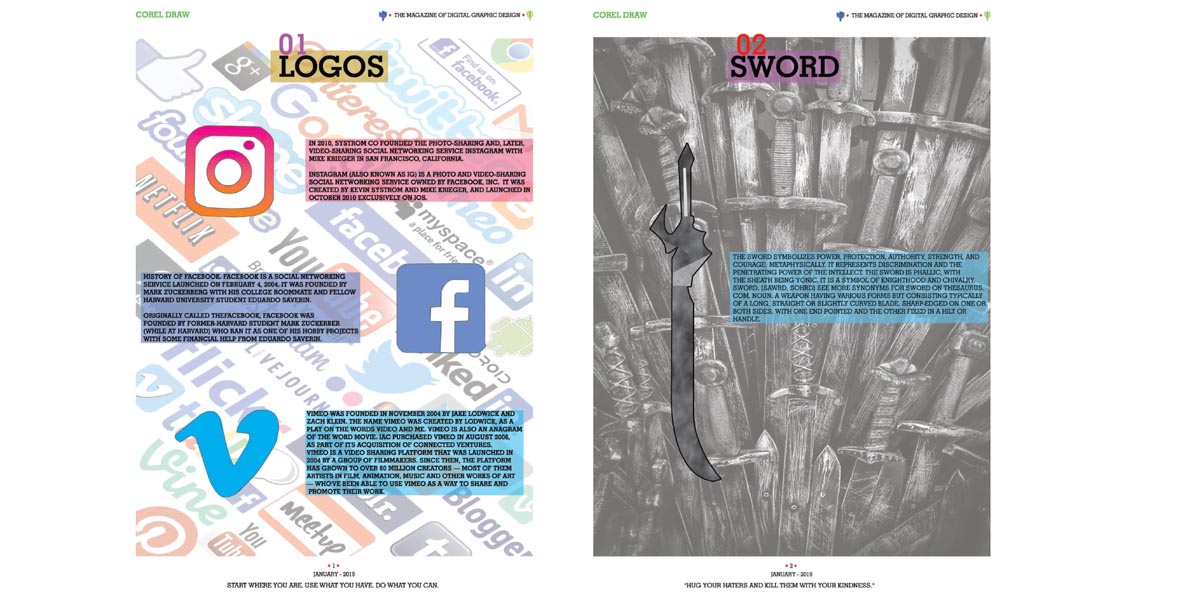 COREL DRAW
THE MAGAZINE OF DIGITAL GRAPHIC DESIGN
01
LOGOS
Find us on
facebook.
IN 2010, SYSTROM CO FOUNDED THE PHOTO-SHARING AND, LATER,
VIDEO-SHARING SOCIAL NETWORKING SERVICE INSTAGRAM WITH
MIKE KRIEGER IN SAN FRANCISCO, CALIFORNIA.
INSTAGRAM (ALSO KNOWN AS IG) IS A PHOTO AND VIDEO-SHARING
SOCIAL NETWORKING SERVICE OWNED BY FACEBOOK, INC. IT WAS
CREATED BY KEVIN SYSTROM AND MIKE KRIEGER, AND LAUNCHED IN
OCTOBER 2010 EXCLUSIVELY ON IOS.
NETFLIX
myspace
a place for friends
HISTORY OF FACEBOOK. FACEBOOK IS A SOCIAL NETWORKING
SERVICE LAUNCHED ON FEBRUARY 4, 2004. IT WAS FOUNDED BY
MARK ZUCKERBERG WITH HIS COLLEGE ROOMMATE AND FELLOW
HARVARD UNIVERSITY STUDENT EDUARDO SAVERIN.
ORIGINALLY CALLED THEFACEBOOK, FACEBOOK WAS
FOUNDED BY FORMER-HARVARD STUDENT MARK ZUCKERBER
(WHILE AT HARVARD) WHO RAN IT AS ONE OF HIS HOBBY PROJECTS
WITH SOME FINANCIAL HELP FROM EDUARDO SAVERIN.
flickr
LIVEJOURNAL
VIMEO WAS FOUNDED IN NOVEMBER 2004 BY JAKE LODWICK AND
ZACH KLEIN. THE NAME VIMEO WAS CREATED BY LODWICK, AS A
PLAY ON THE WORDS VIDEO AND ME. VIMEO IS ALSO AN ANAGRAM
OF THE WORD MOVIE. IAC PURCHASED VIMEO IN AUGUST 2006,
AS PART OF ITS ACQUISITION OF CONNECTED VENTURES.
VIMEO IS A VIDEO SHARING PLATFORM THAT WAS LAUNCHED IN
2004 BY A GROUP OF FILMMAKERS. SINCE THEN, THE PLATFORM
HAS GROWN TO OVER 80 MILLION CREATORS — MOST OF THEM
ARTISTS IN FILM, ANIMATION, MUSIC AND OTHER WORKS OF ART
— WHO'VE BEEN ABLE TO USE VIMEO AS A WAY TO SHARE AND
PROMOTE THEIR WORK.
vine
You
Tube
Meetup
Blogger
• 1 •
JANUARY - 2019
START WHERE YOU ARE. USE WHAT YOU HAVE. DO WHAT YOU CAN.
COREL DRAW
THE MAGAZINE OF DIGITAL GRAPHIC DESIGN
02
SWORD
THE SWORD SYMBOLIZES POWER, PROTECTION, AUTHORITY, STRENGTH, AND
COURAGE; METAPHYSICALLY, IT REPRESENTS DISCRIMINATION AND THE
PENETRATING POWER OF THE INTELLECT. THE SWORD IS PHALLIC, WITH
THE SHEATH BEING YONIC. IT IS A SYMBOL OF KNIGHTHOOD AND CHIVALRY.
SWORD. [SAWRD, SOHRD] SEE MORE SYNONYMS FOR SWORD ON THESAURUS.
COM. NOUN. A WEAPON HAVING VARIOUS FORMS BUT CONSISTING TYPICALLY
OF A LONG, STRAIGHT OR SLIGHTLY CURVED BLADE, SHARP-EDGED ON ONE OR
BOTH SIDES, WITH ONE END POINTED AND THE OTHER FIXED IN A HILT OR
HANDLE.
• 2 •
JANUARY - 2019
"HUG YOUR HATERS AND KILL THEM WITH YOUR KINDNESS."